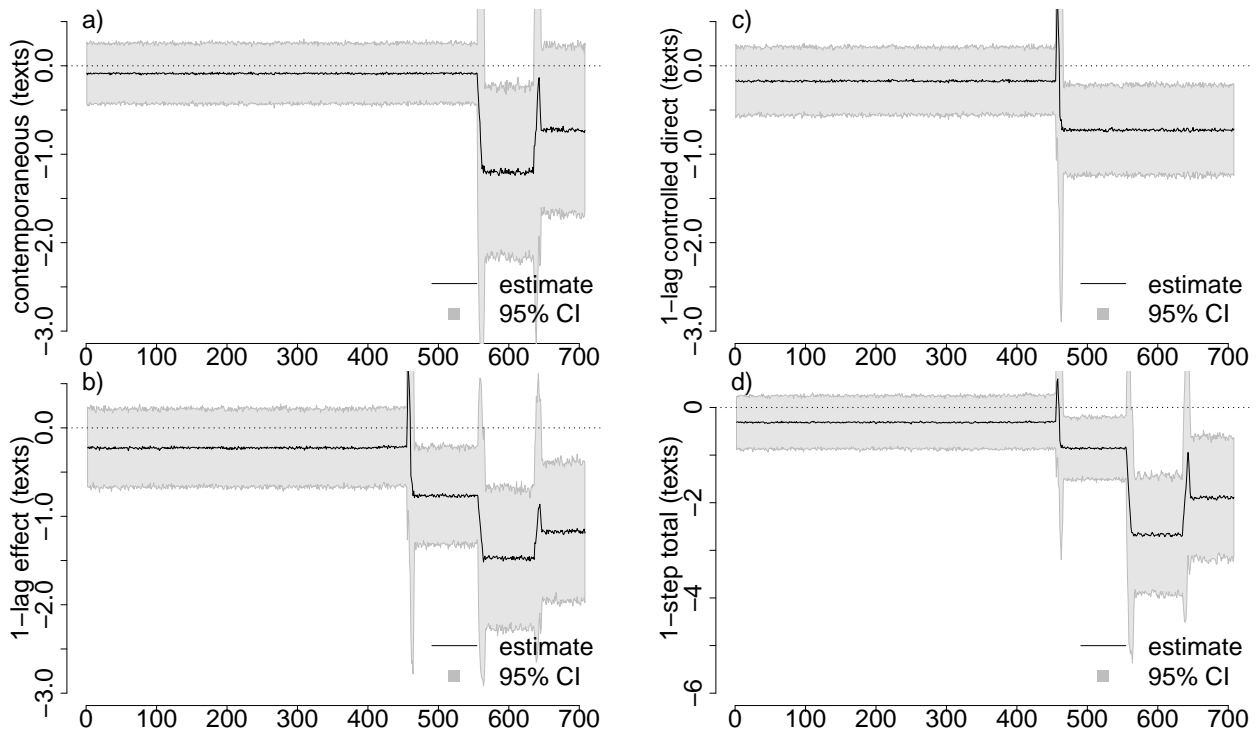 a)
contemporaneous (texts)
0.0
−1.0
−2.0
−3.0
estimate
95% CI
0 100 200 300 400 500 600 700
c)
1−lag controlled direct (texts)
0.0
−1.0
−2.0
−3.0
estimate
95% CI
0 100 200 300 400 500 600 700
b)
1−lag effect (texts)
0.0
−1.0
−2.0
−3.0
estimate
95% CI
0 100 200 300 400 500 600 700
d)
1−step total (texts)
0
−2
−4
−6
estimate
95% CI
0 100 200 300 400 500 600 700